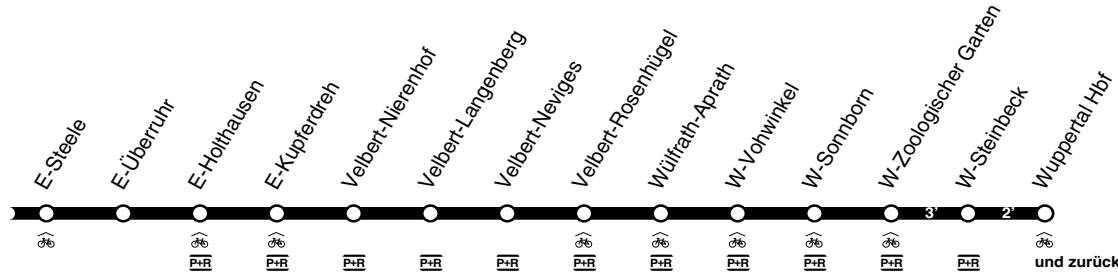 E-Steele
E-Überruhr
E-Holthausen
E-Kupferdreh
Velbert-Nierenhof
Velbert-Langenberg
Velbert-Neviges
Velbert-Rosenhügel
Wülfrath-Aprath
W-Vohwinkel
W-Sonnborn
W-Zoologischer Garten
W-Steinbeck
Wuppertal Hbf
3’ 2’
P+R P+R P+R P+R P+R P+R P+R P+R P+R P+R P+R und zurück